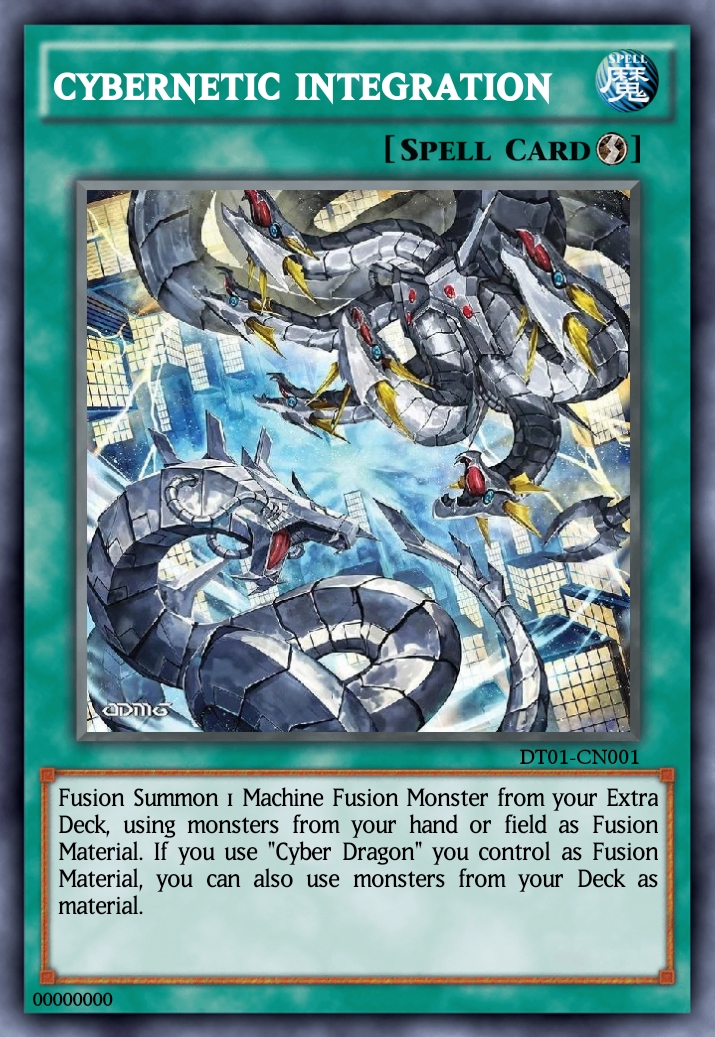 CYBERNETIC INTEGRATION
SPELL
魔
[SPELL CARD]
ODMG
DT01-CN001
Fusion Summon 1 Machine Fusion Monster from your Extra
Deck, using monsters from your hand or field as Fusion
Material. If you use "Cyber Dragon" you control as Fusion
Material, you can also use monsters from your Deck as
material.
00000000